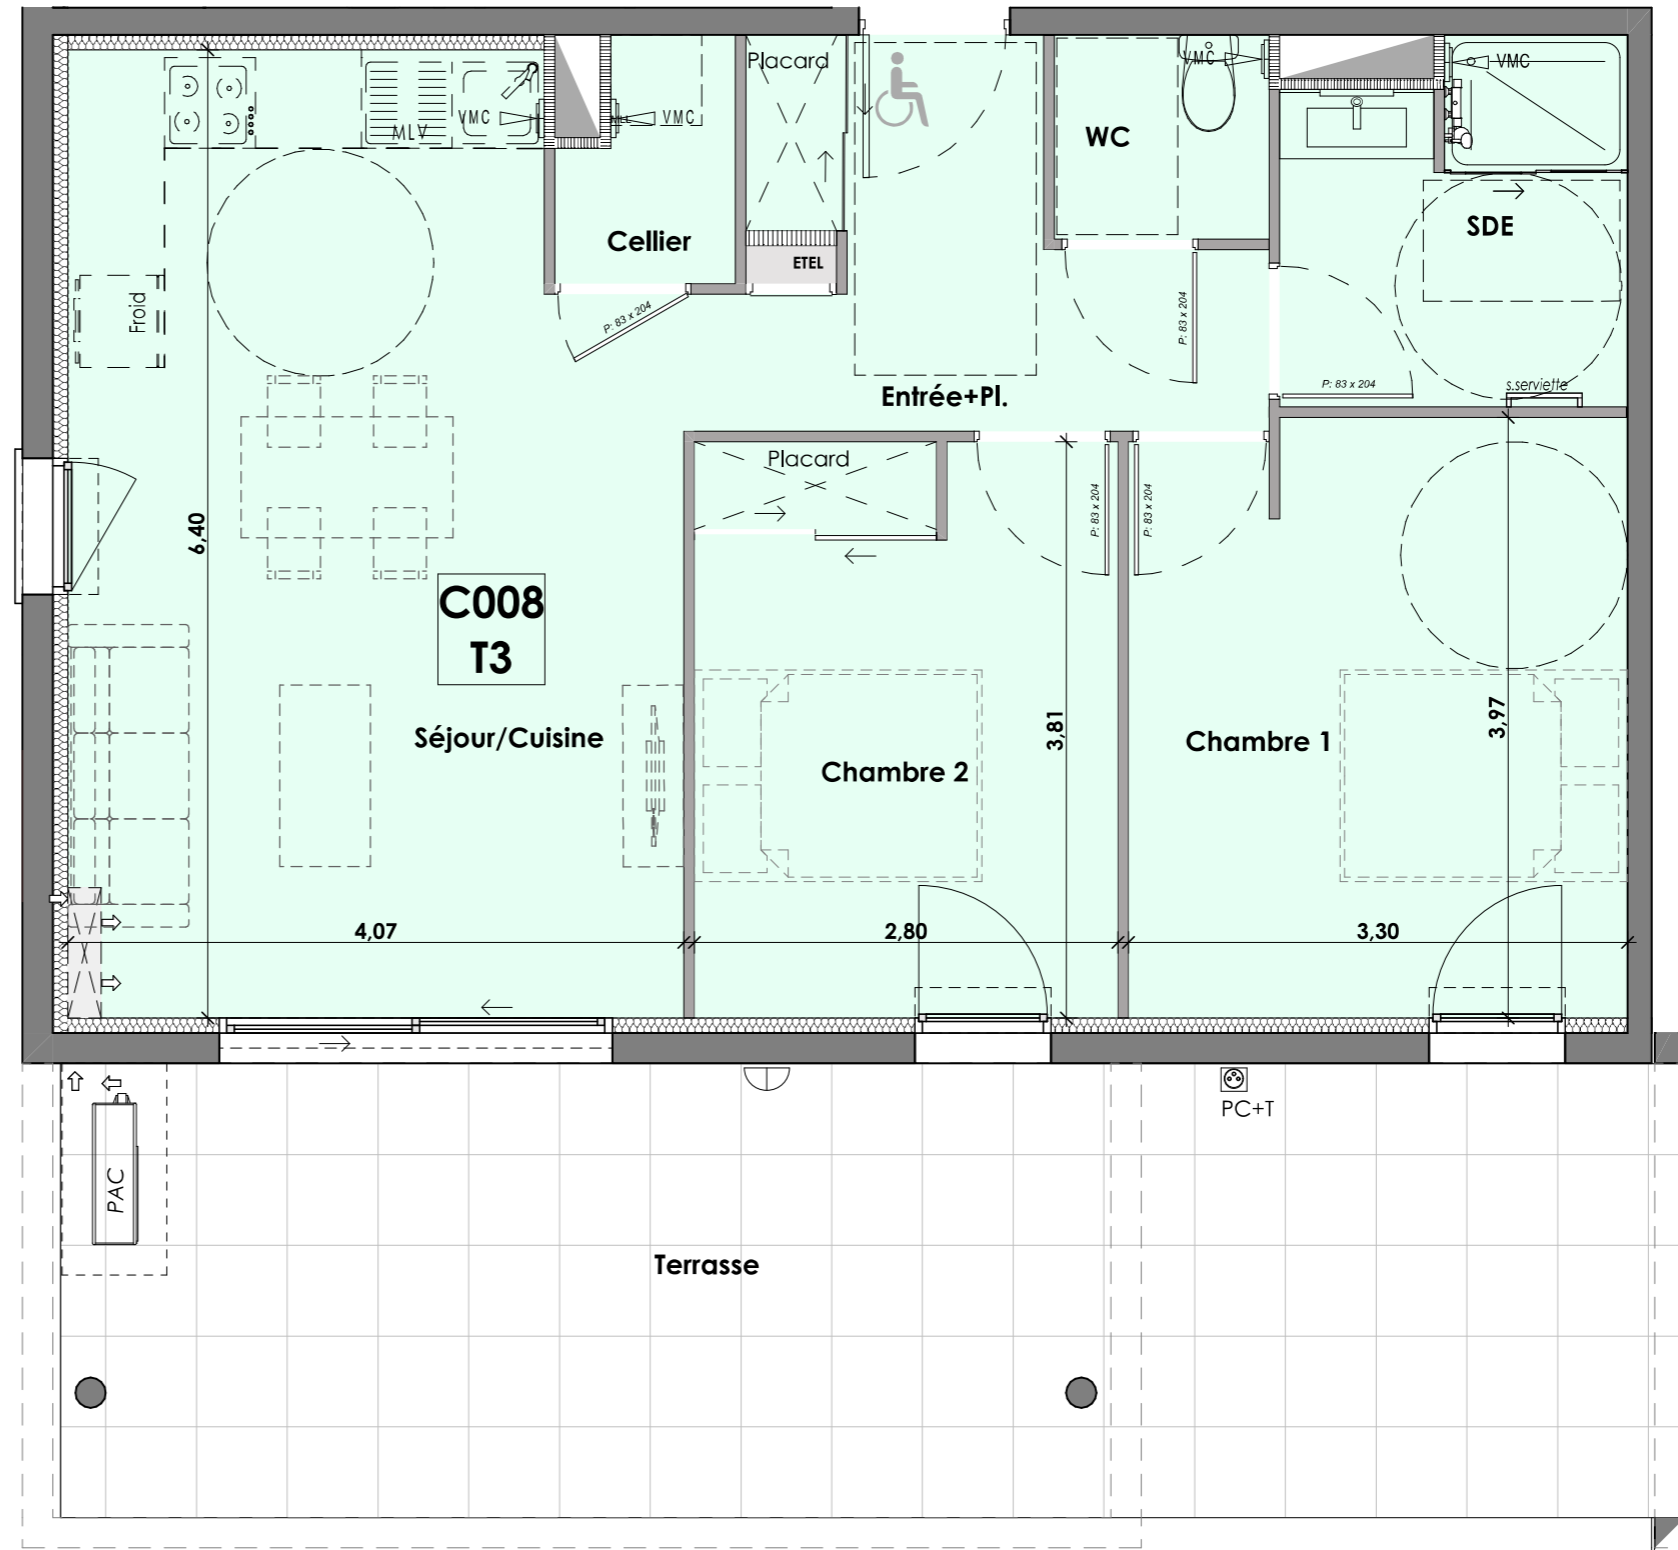 Placard
VMC
VMC
MLV
VMC
VMC
WC
Cellier
SDE
ETEL
Froid
P: 83 x 204
P: 83 x 204
P: 83 x 204
s.serviette
Entrée+Pl.
Placard
P: 83 x 204
P: 83 x 204
6,40
C008
T3
Séjour/Cuisine
3,81
3,97
Chambre 1
Chambre 2
4,07
2,80
3,30
PC+T
PAC
Terrasse